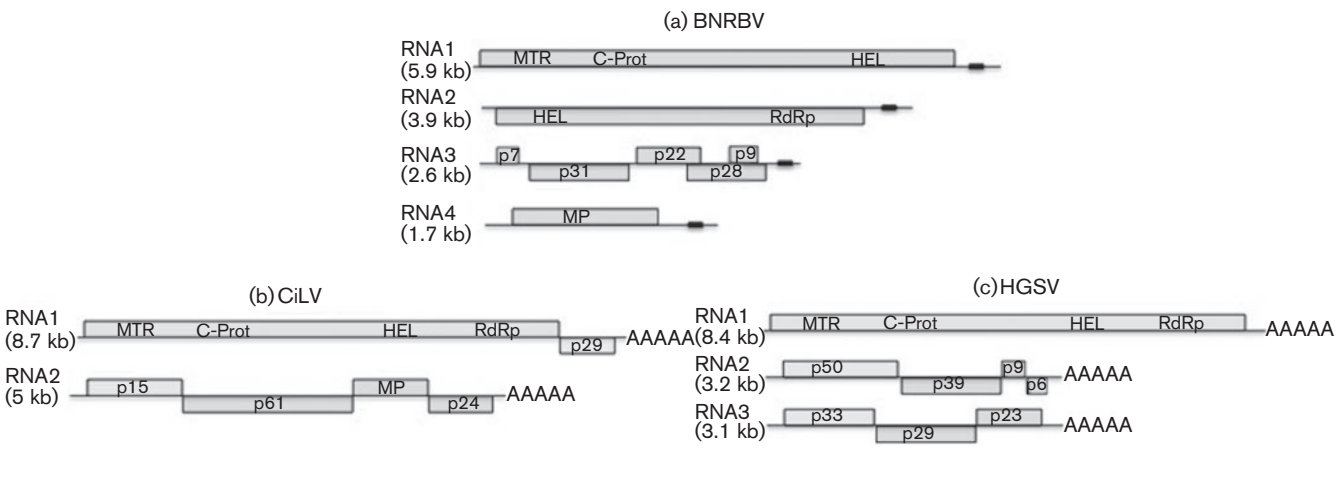 (a) BNRBV
RNA1
(5.9 kb)
MTR C-Prot HEL
RNA2
(3.9 kb)
HEL RdRp
RNA3
(2.6 kb)
p7 p22 p9
p31 p28
RNA4
(1.7 kb)
MP
(b) CiLV
RNA1
(8.7 kb)
MTR C-Prot HEL RdRp
p29
AAAAA
RNA2
(5 kb)
p15 MP
p61 p24
AAAAA
(c) HGSV
RNA1
(8.4 kb)
MTR C-Prot HEL RdRp
AAAAA
RNA2
(3.2 kb)
p50 p9
p39 p6
AAAAA
RNA3
(3.1 kb)
p33 p23
p29
AAAAA